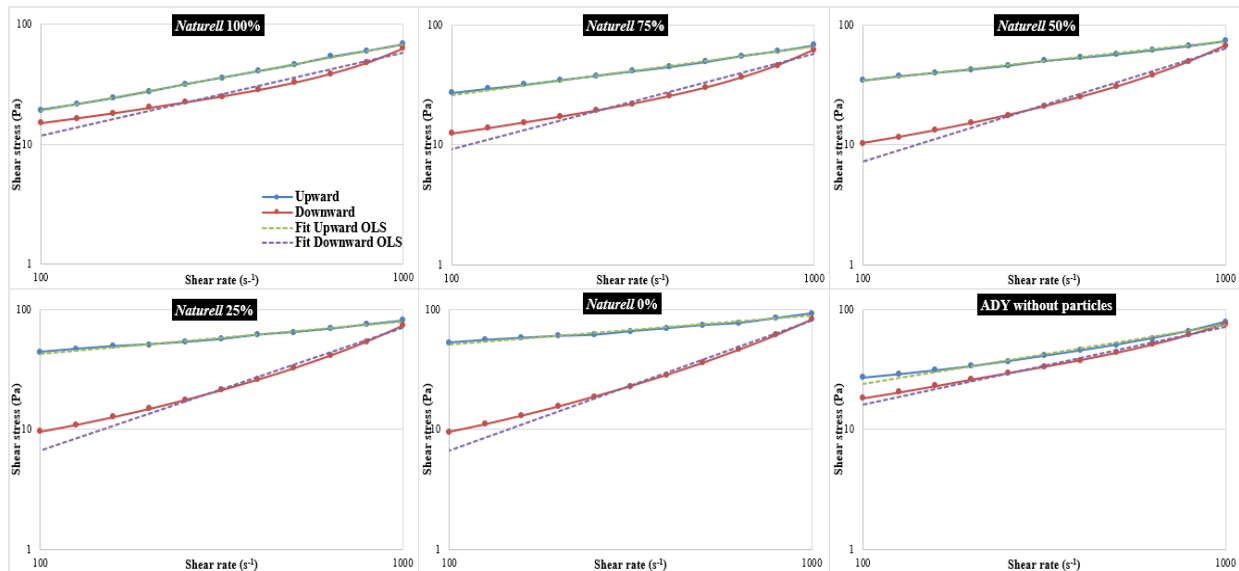 Naturell 100%
100
10
1
Shear stress (Pa)
Upward
Downward
Fit Upward OLS
Fit Downward OLS
100
Shear rate (s-1)
1000
Naturell 75%
100
10
1
Shear stress (Pa)
100
Shear rate (s-1)
1000
Naturell 50%
100
10
1
Shear stress (Pa)
100
Shear rate (s-1)
1000
Naturell 25%
100
10
1
Shear stress (Pa)
100
Shear rate (s-1)
1000
Naturell 0%
100
10
1
Shear stress (Pa)
100
Shear rate (s-1)
1000
ADY without particles
100
10
1
Shear stress (Pa)
100
Shear rate (s-1)
1000